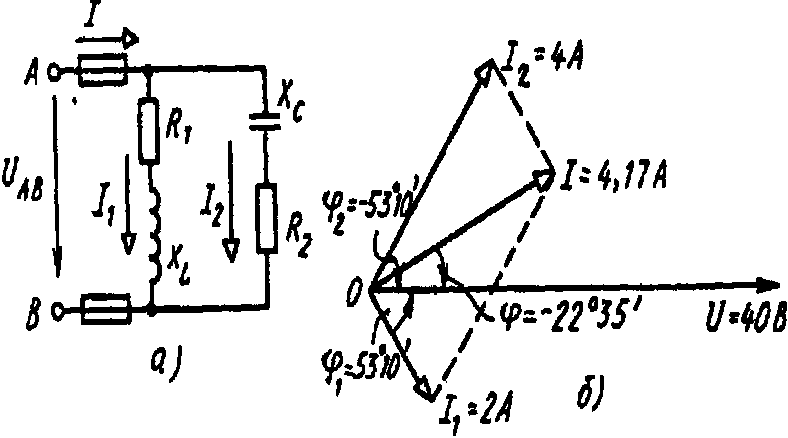 I
A
R₁
X_C
U_AB
I₁
I₂
X_L
R₂
B
а)
I₂=4A
I=4,17A
φ₂=-53°10'
O
φ=-22°35'
U=40В
φ₁=53°10'
I₁=2A
б)